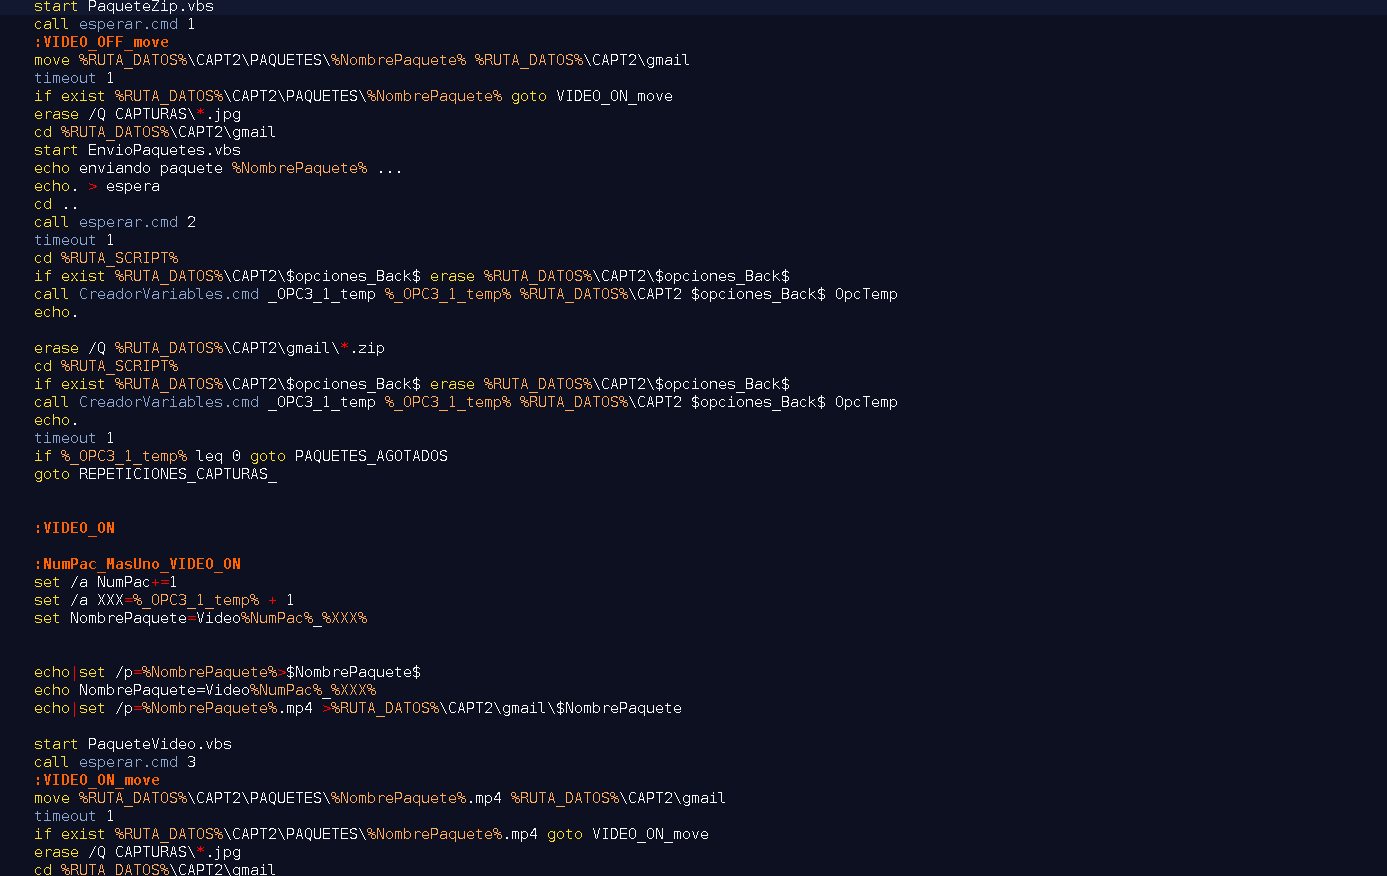 start PaqueteZip.vbs
call esperar.cmd 1
:VIDEO_OFF_move
move %RUTA_DATOS%\CAPT2\PAQUETES\%NombrePaquete% %RUTA_DATOS%\CAPT2\gmail
timeout 1
if exist %RUTA_DATOS%\CAPT2\PAQUETES\%NombrePaquete% goto VIDEO_ON_move
erase /Q CAPTURAS\*.jpg
cd %RUTA_DATOS%\CAPT2\gmail
start EnvioPaquetes.vbs
echo enviando paquete %NombrePaquete% ...
echo. > espera
cd ..
call esperar.cmd 2
timeout 1
cd %RUTA_SCRIPT%
if exist %RUTA_DATOS%\CAPT2\$opciones_Back$ erase %RUTA_DATOS%\CAPT2\$opciones_Back$
call CreadorVariables.cmd _OPC3_1_temp %_OPC3_1_temp% %RUTA_DATOS%\CAPT2 $opciones_Back$ OpcTemp
echo.
erase /Q %RUTA_DATOS%\CAPT2\gmail\*.zip
cd %RUTA_SCRIPT%
if exist %RUTA_DATOS%\CAPT2\$opciones_Back$ erase %RUTA_DATOS%\CAPT2\$opciones_Back$
call CreadorVariables.cmd _OPC3_1_temp %_OPC3_1_temp% %RUTA_DATOS%\CAPT2 $opciones_Back$ OpcTemp
echo.
timeout 1
if %_OPC3_1_temp% leq 0 goto PAQUETES_AGOTADOS
goto REPETICIONES_CAPTURAS_
:VIDEO_ON
:NumPac_MasUno_VIDEO_ON
set /a NumPac+=1
set /a XXX=%_OPC3_1_temp% + 1
set NombrePaquete=Video%NumPac%_%XXX%
echo|set /p=%NombrePaquete%>$NombrePaquete$
echo NombrePaquete=Video%NumPac%_%XXX%
echo|set /p=%NombrePaquete%.mp4 >%RUTA_DATOS%\CAPT2\gmail\$NombrePaquete
start PaqueteVideo.vbs
call esperar.cmd 3
:VIDEO_ON_move
move %RUTA_DATOS%\CAPT2\PAQUETES\%NombrePaquete%.mp4 %RUTA_DATOS%\CAPT2\gmail
timeout 1
if exist %RUTA_DATOS%\CAPT2\PAQUETES\%NombrePaquete%.mp4 goto VIDEO_ON_move
erase /Q CAPTURAS\*.jpg
cd %RUTA_DATOS%\CAPT2\gmail